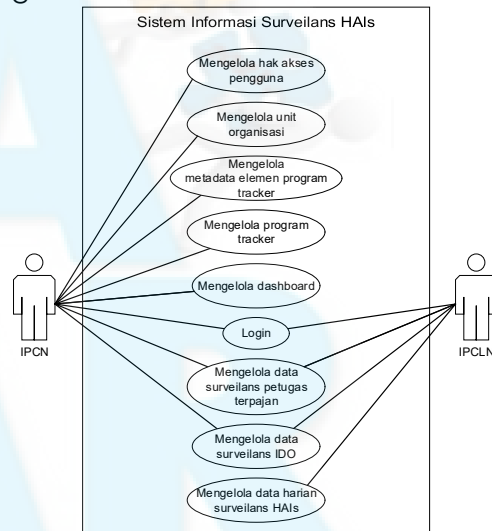 Sistem Informasi Surveilans HAIs
Mengelola hak akses
pengguna
Mengelola unit
organisasi
Mengelola
metadata elemen program
tracker
Mengelola program
tracker
Mengelola dashboard
Login
Mengelola data
surveilans petugas
terpajan
Mengelola data
surveilans IDO
Mengelola data harian
surveilans HAIs
IPCN
IPCLN